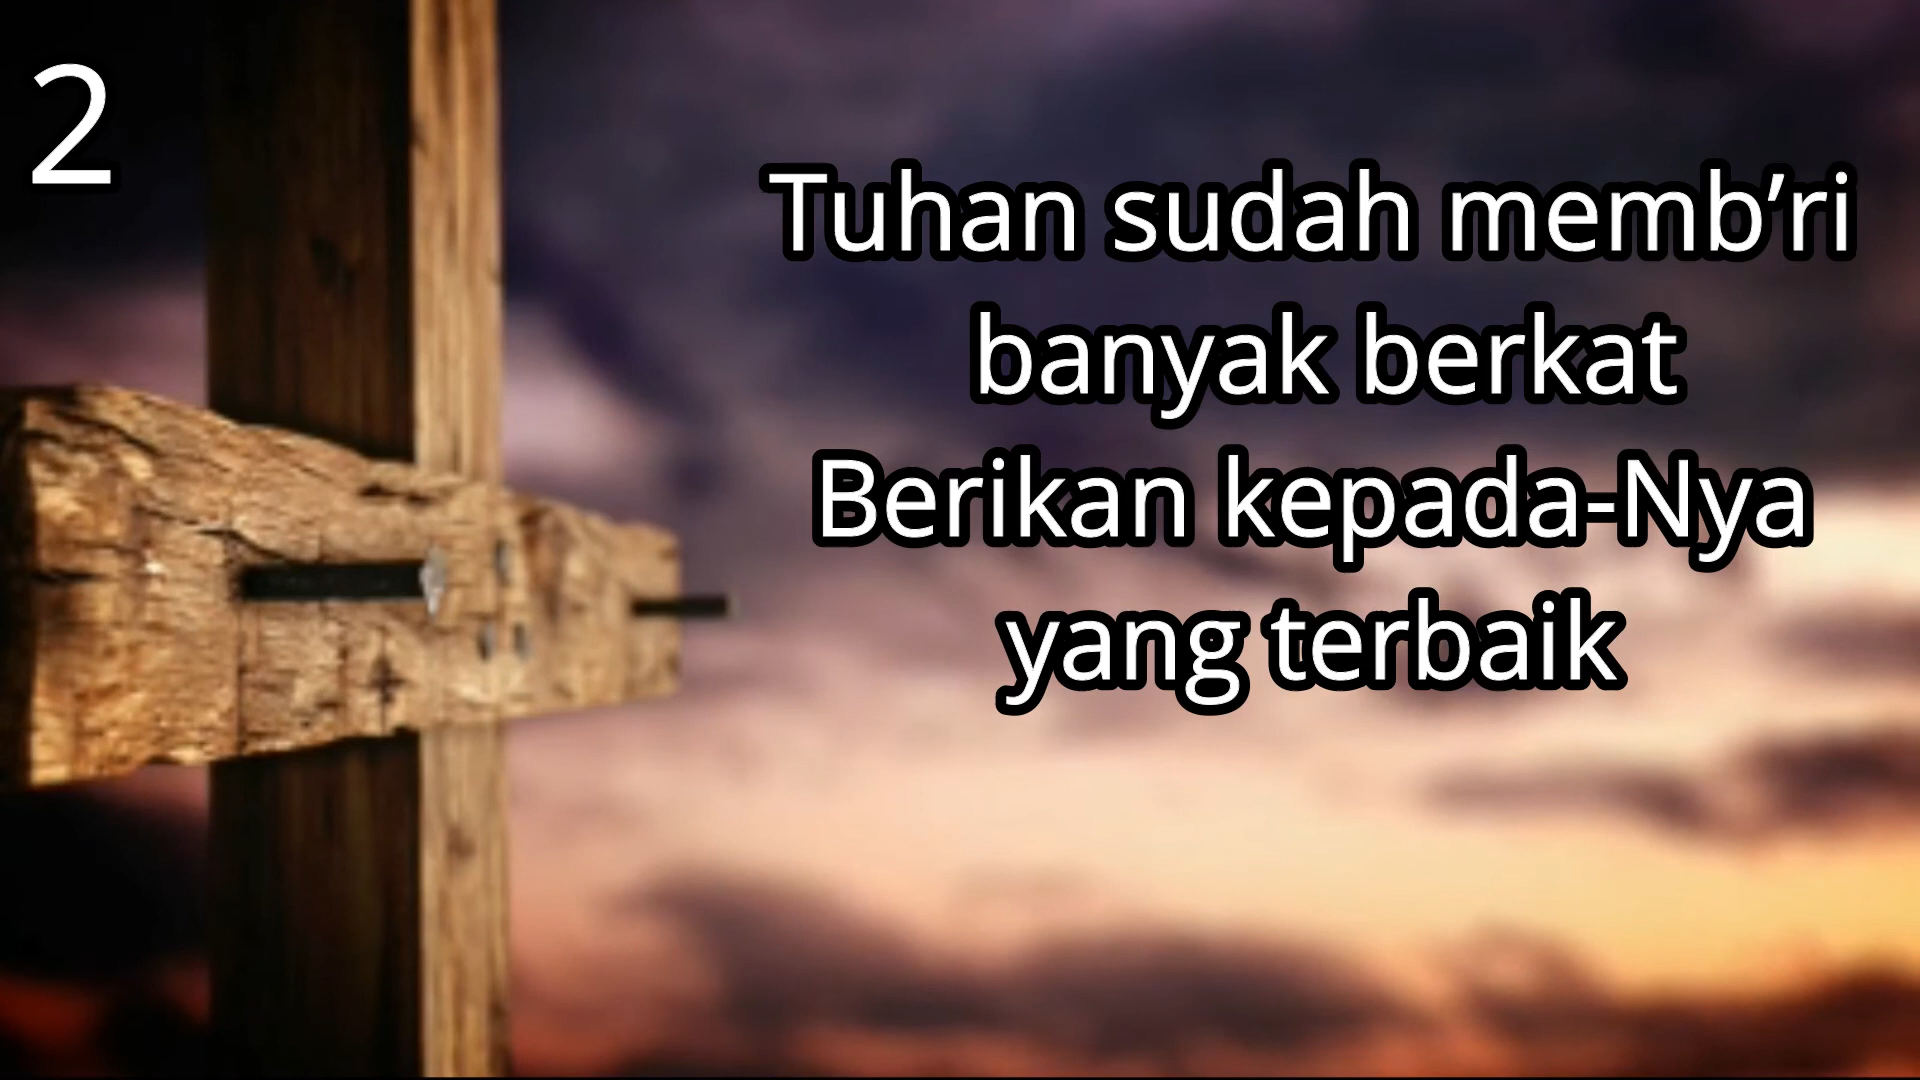 2
Tuhan sudah memb’ri
banyak berkat
Berikan kepada-Nya
yang terbaik